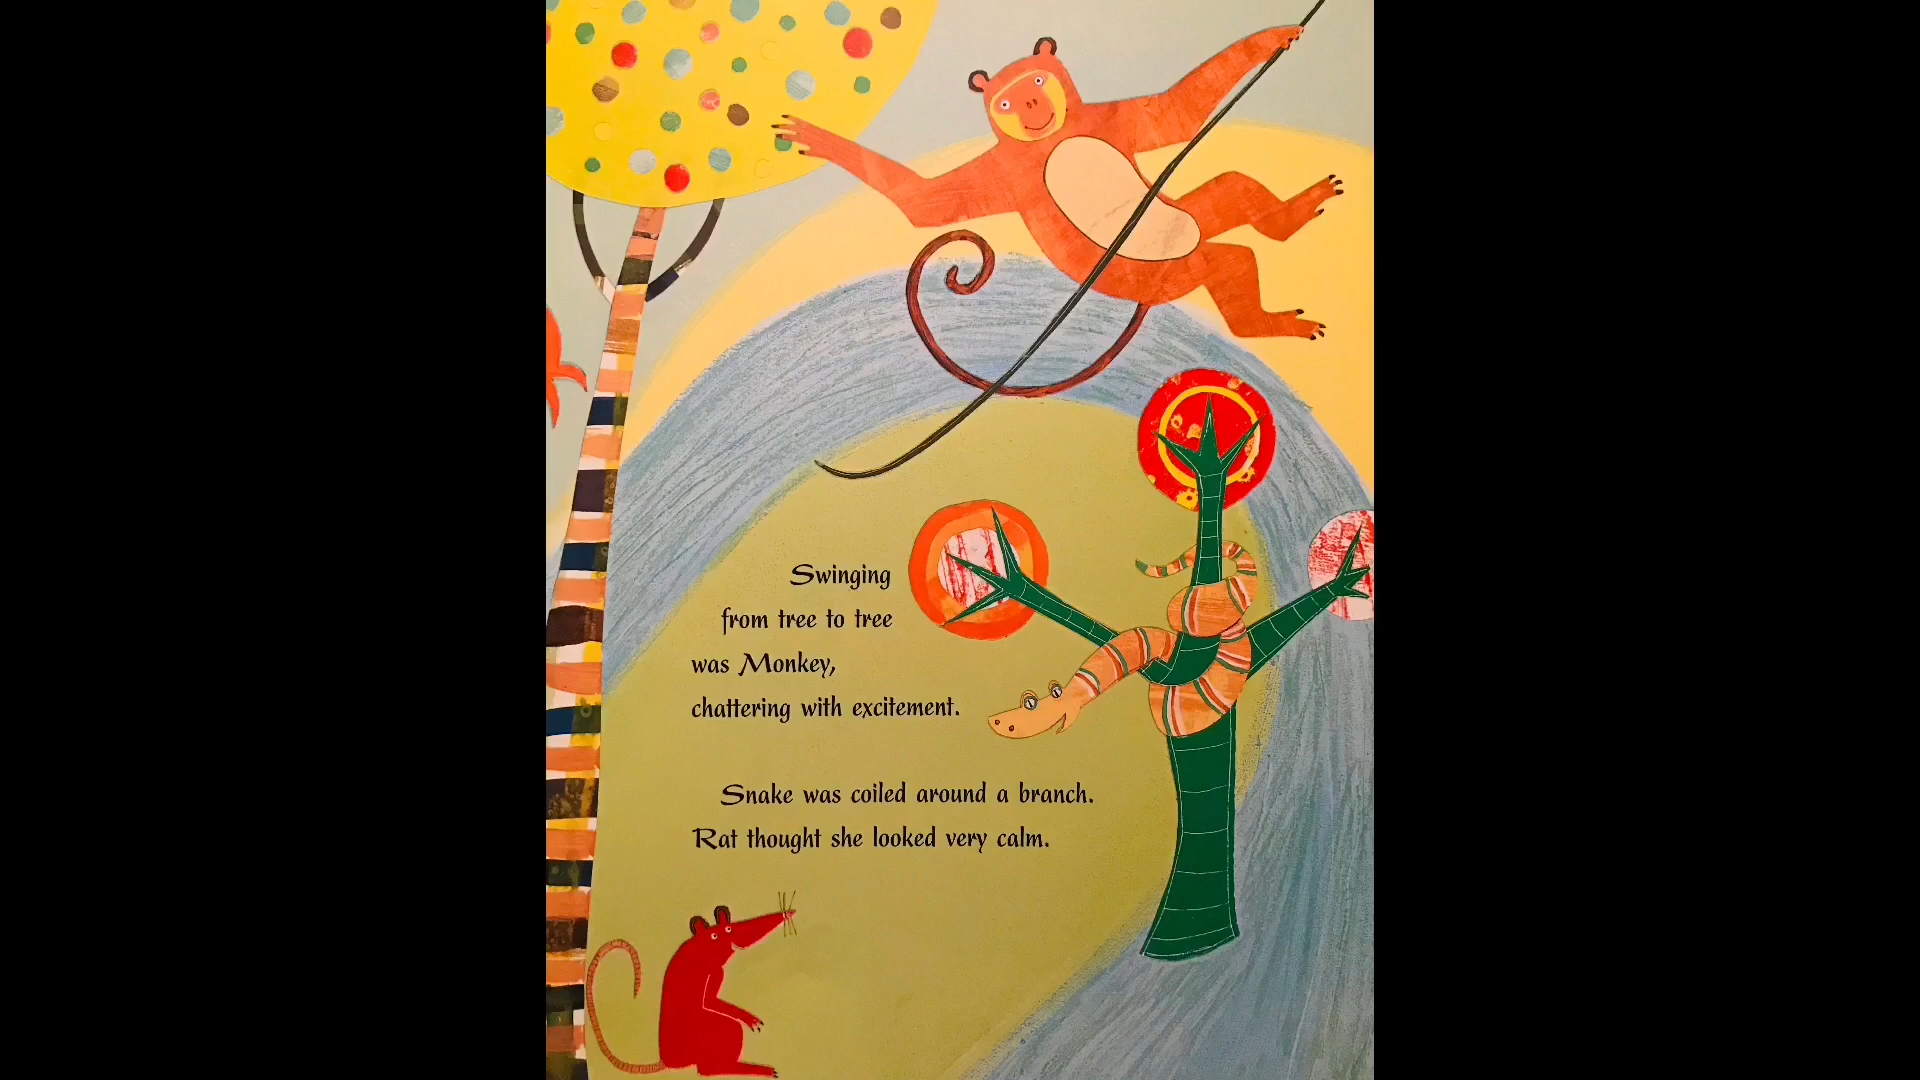 Swinging
from tree to tree
was Monkey,
chattering with excitement.
Snake was coiled around a branch.
Rat thought she looked very calm.